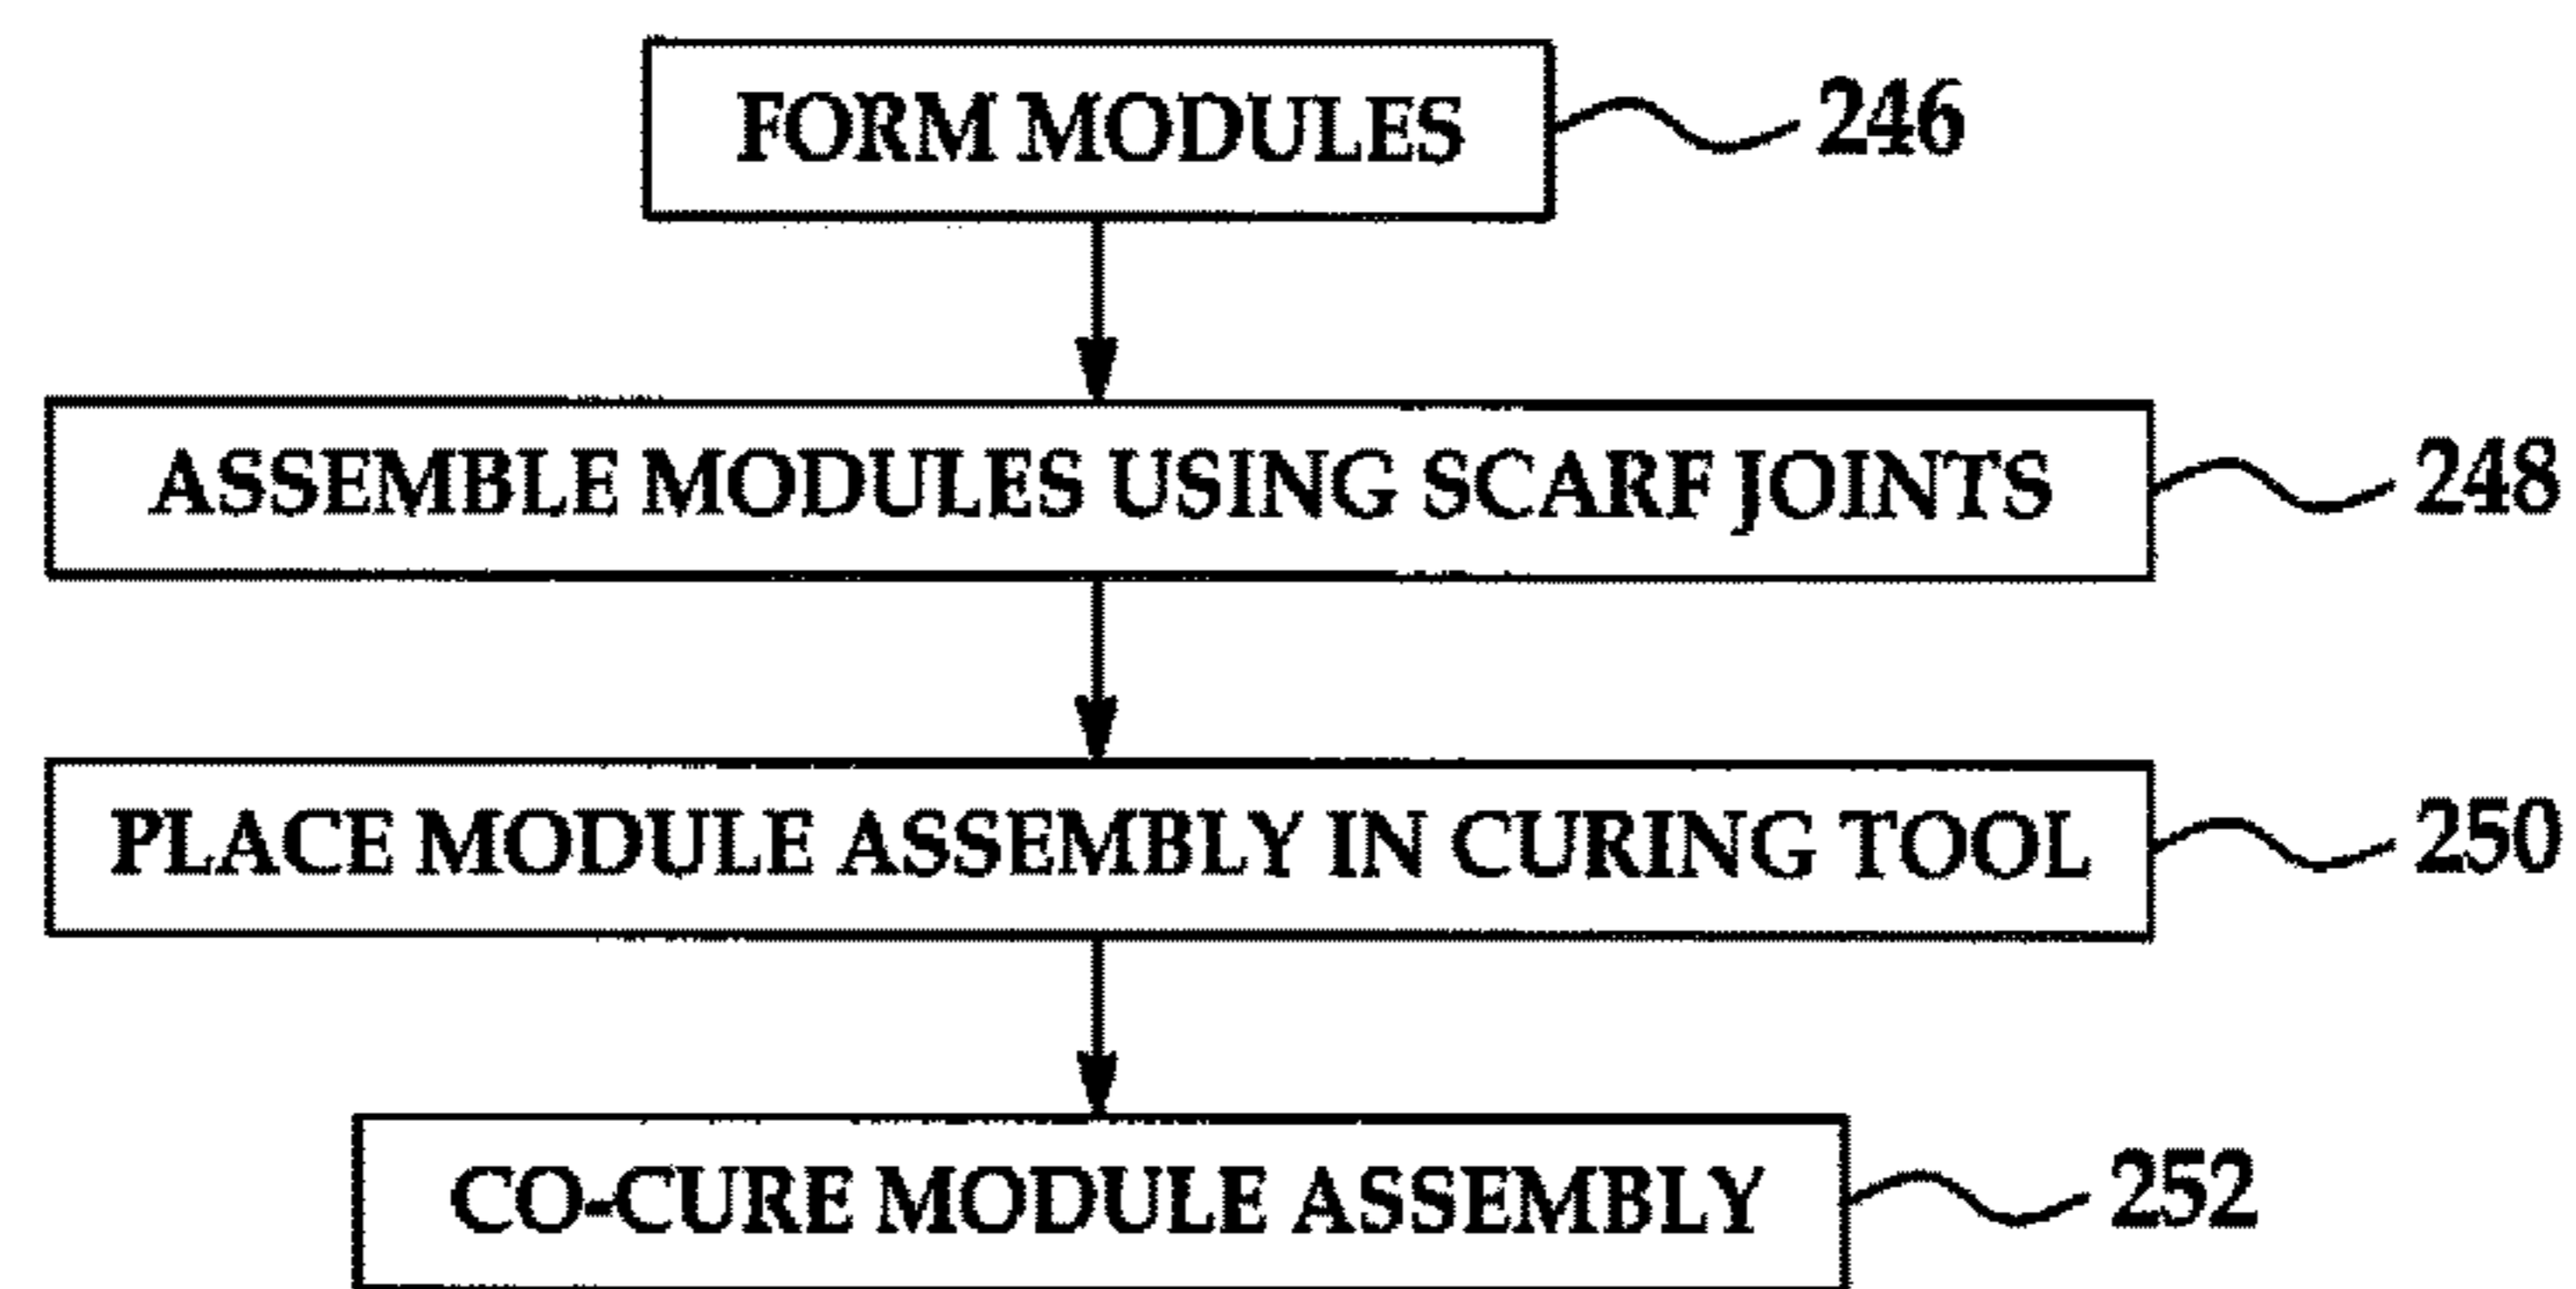 FORM MODULES 246
ASSEMBLE MODULES USING SCARF JOINTS 248
PLACE MODULE ASSEMBLY IN CURING TOOL 250
CO-CURE MODULE ASSEMBLY 252